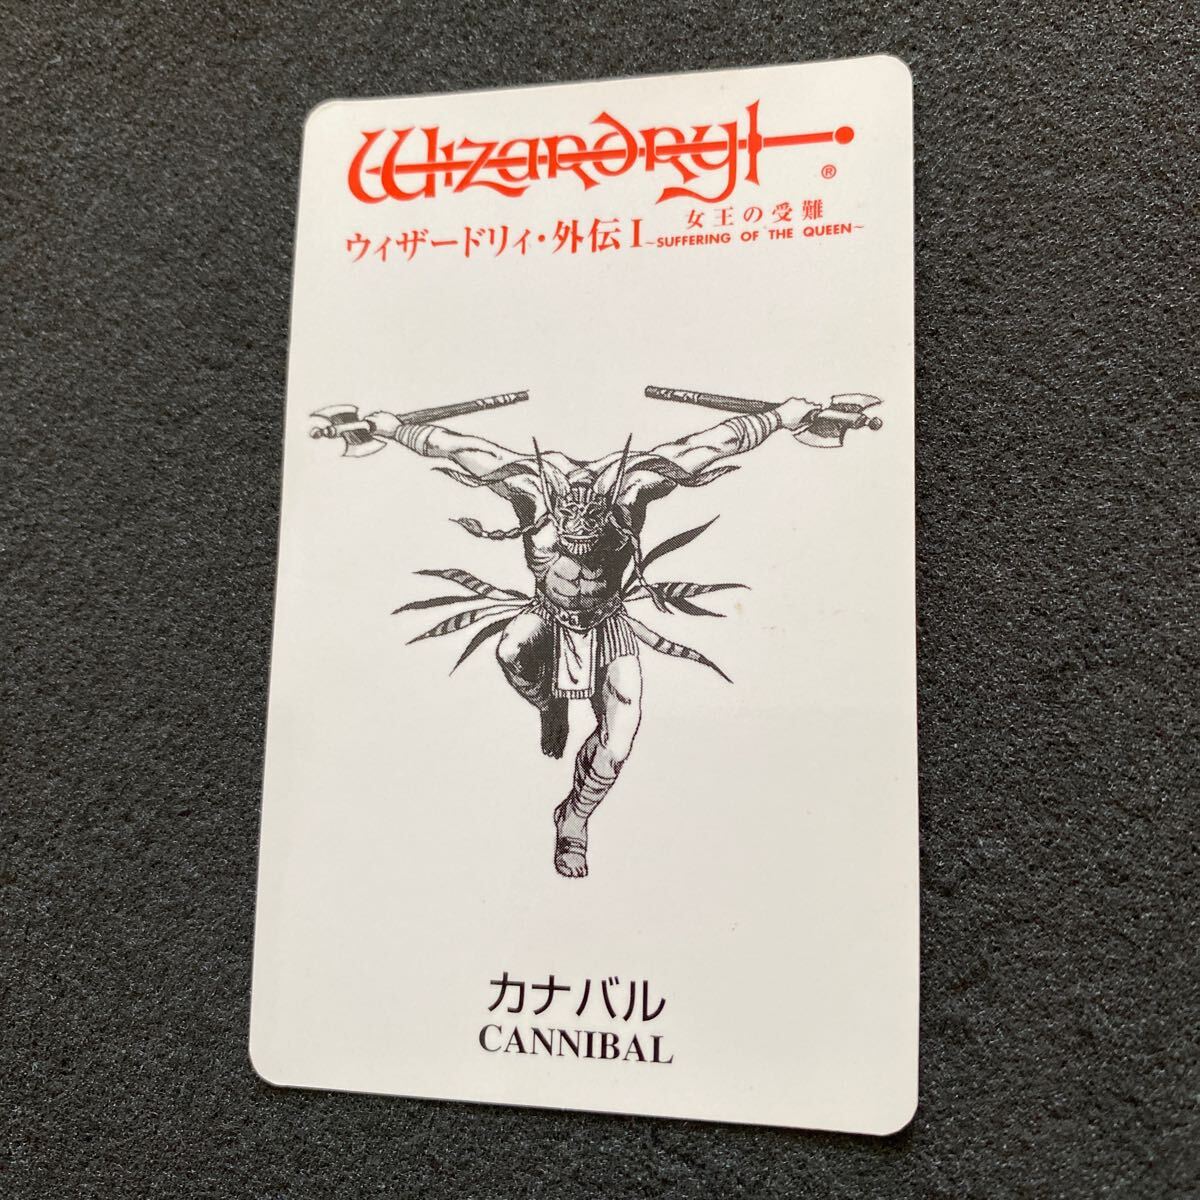 Wizardry
®
女王の受難
ウィザードリィ・外伝 I ~SUFFERING OF THE QUEEN~
カナバル
CANNIBAL